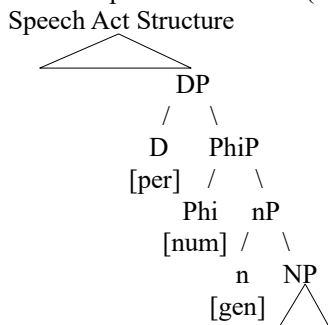 Speech Act Structure
DP
D PhiP
[per]
Phi nP
[num]
n NP
[gen]